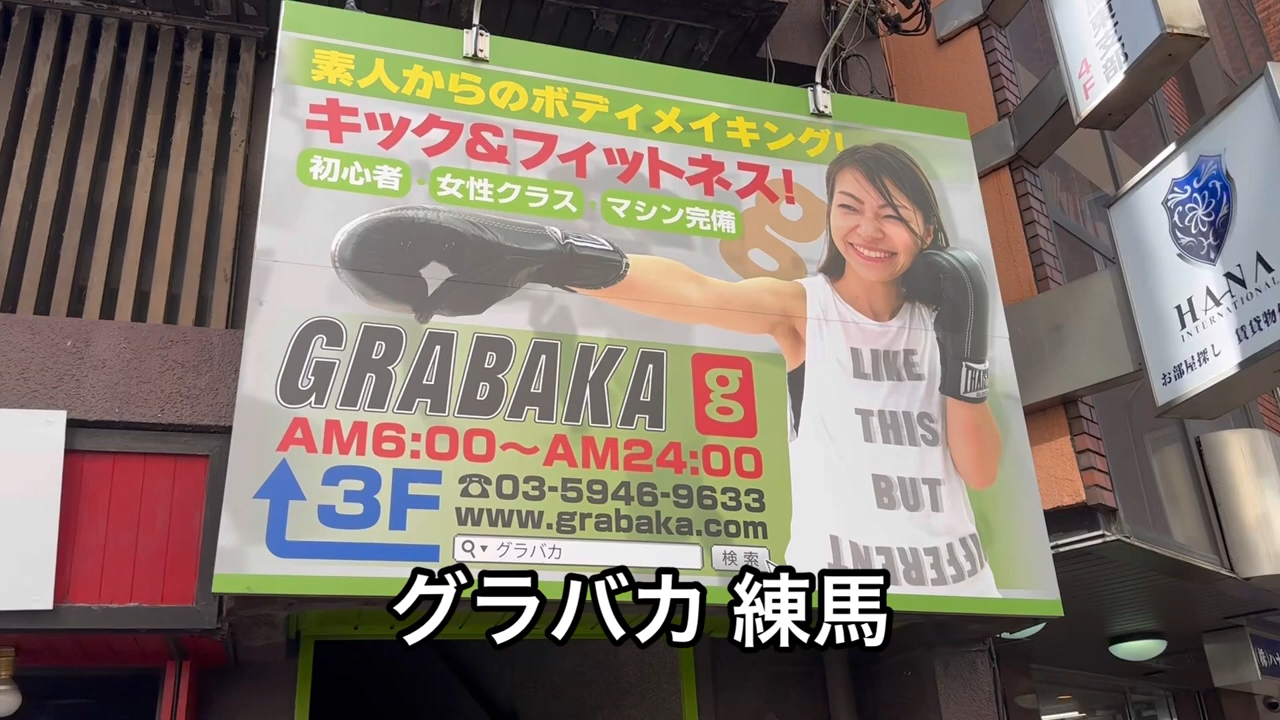 素人からのボディメイキング!
キック&フィットネス!
初心者
女性クラス
マシン完備
g
GRABAKA
g
AM6:00〜AM24:00
3F
☎03-5946-9633
www.grabaka.com
グラバカ
検索
LIKE
THIS
BUT
IFFERENT
4F
HANA
INTERNATIONAL
お部屋探し 賃貸物
グラバカ 練馬